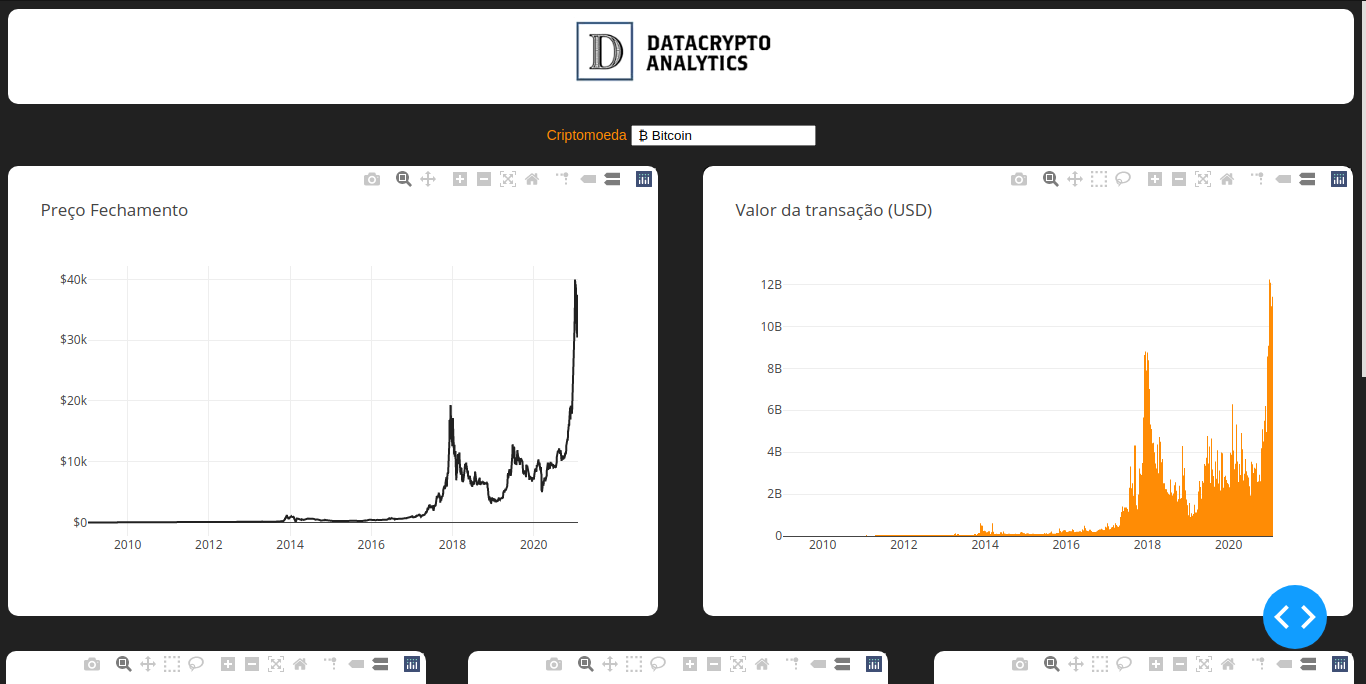 D
DATACRYPTO
ANALYTICS
Criptomoeda ₿ Bitcoin
Preço Fechamento
$40k
$30k
$20k
$10k
$0
2010 2012 2014 2016 2018 2020
Valor da transação (USD)
12B
10B
8B
6B
4B
2B
0
2010 2012 2014 2016 2018 2020